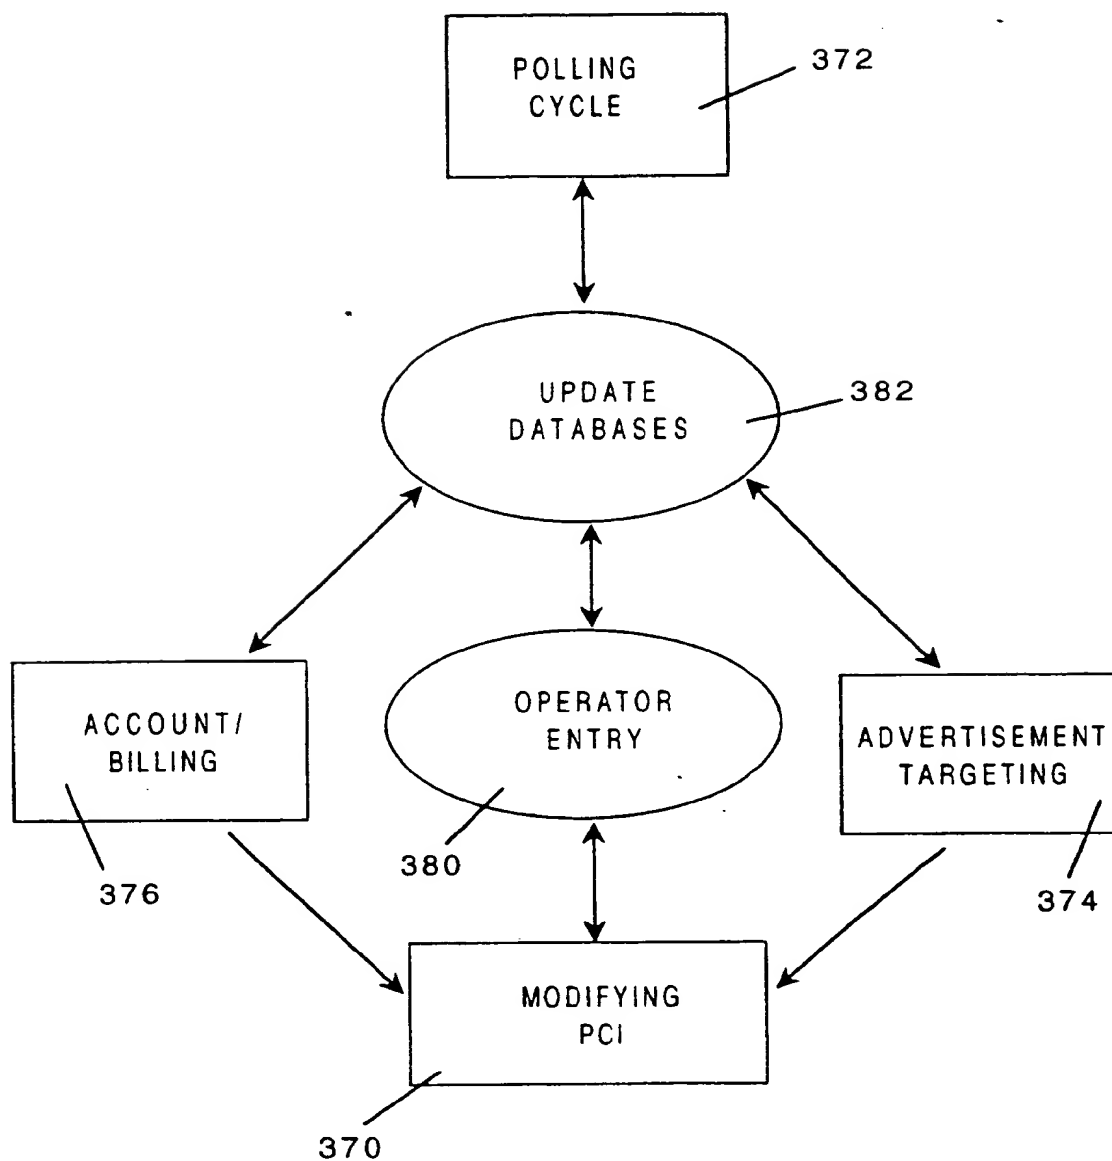 POLLING
CYCLE
372
UPDATE
DATABASES
382
ACCOUNT/
BILLING
376
OPERATOR
ENTRY
380
ADVERTISEMENT
TARGETING
374
MODIFYING
PCI
370